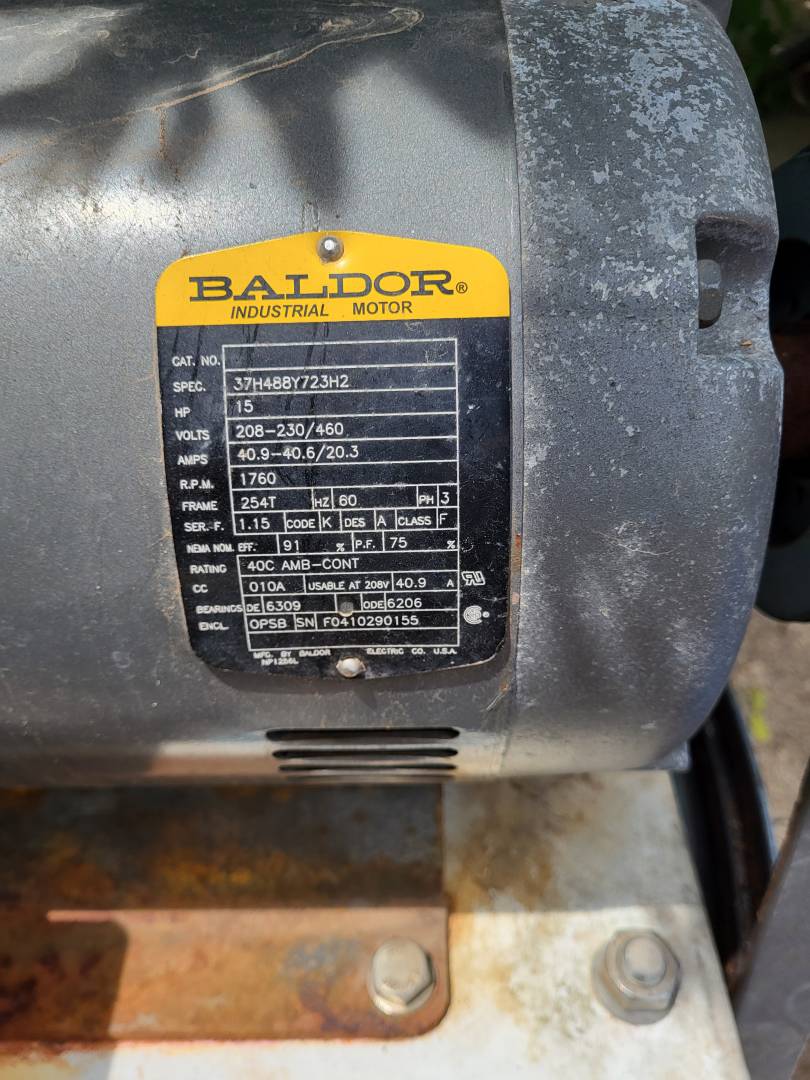 BALDOR®
INDUSTRIAL MOTOR
CAT. NO.
SPEC. 37H488Y723H2
HP 15
VOLTS 208-230/460
AMPS 40.9-40.6/20.3
R.P.M. 1760
FRAME 254T HZ 60 PH 3
SER. F. 1.15 CODE K DES A CLASS F
NEMA NOM. EFF. 91 % P.F. 75 %
RATING 40C AMB-CONT
CC 010A USABLE AT 208V 40.9 A
BEARINGS DE 6309 ODE 6206
ENCL. OPSB SN F0410290155
MFG. BY BALDOR ELECTRIC CO. U.S.A.
NP1256L